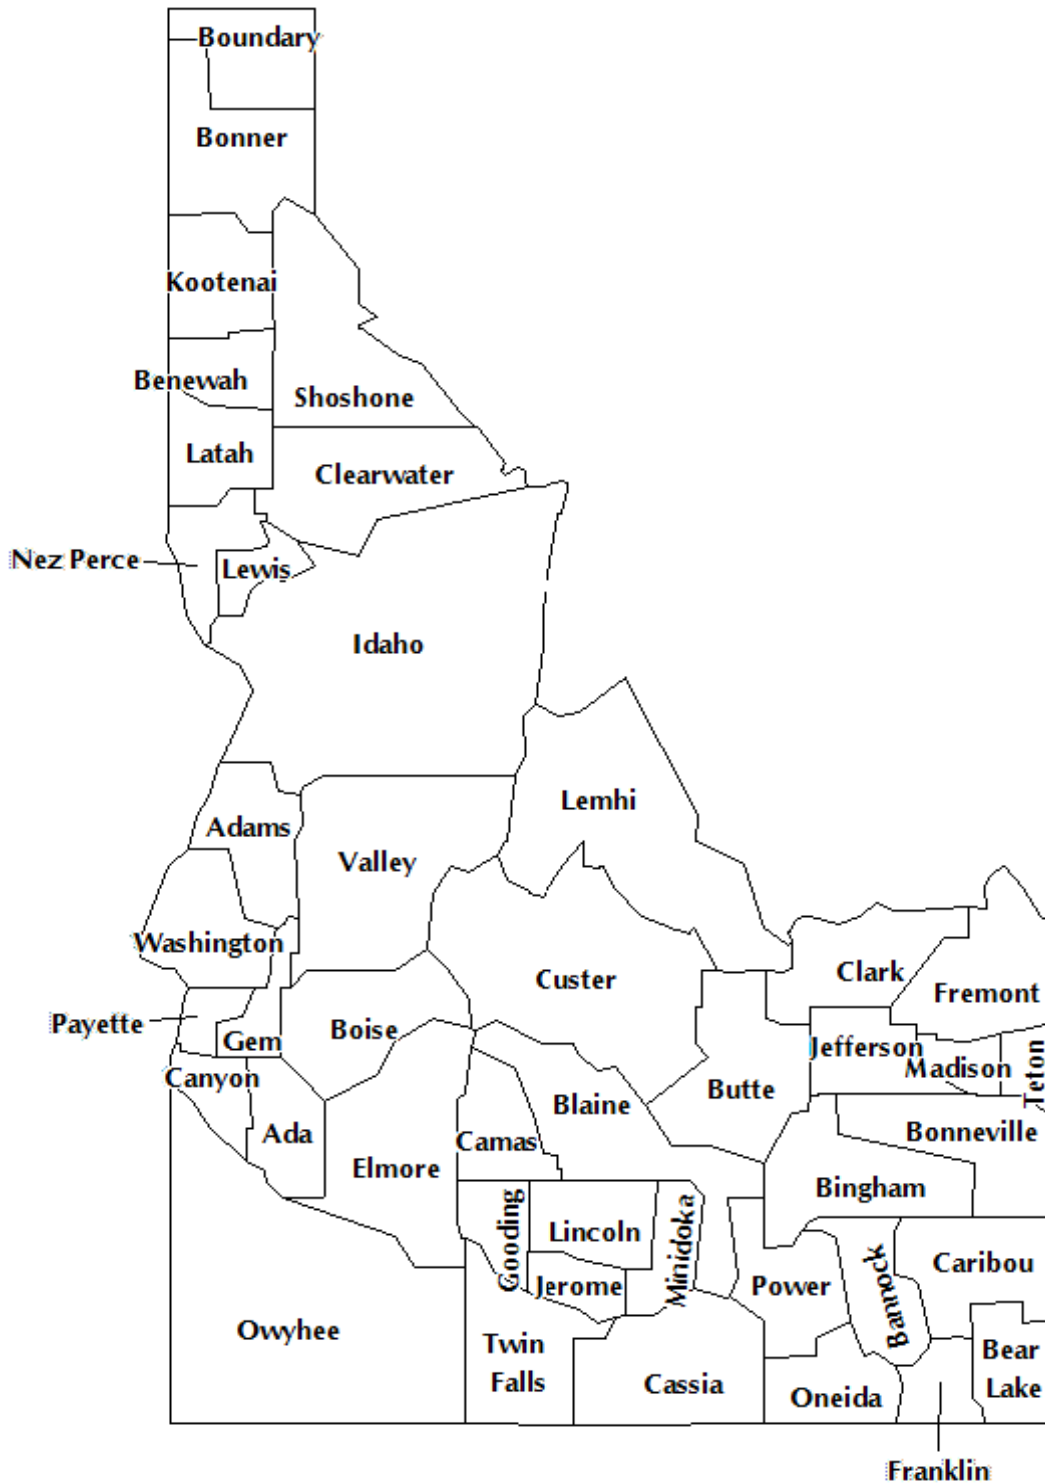 Boundary
Bonner
Kootenai
Benewah
Shoshone
Latah
Clearwater
Nez Perce
Lewis
Idaho
Lemhi
Adams
Valley
Washington
Custer
Clark
Fremont
Payette
Gem
Boise
Jefferson
Madison
Teton
Canyon
Butte
Blaine
Ada
Camas
Bonneville
Elmore
Bingham
Gooding
Lincoln
Minidoka
Jerome
Power
Bannock
Caribou
Owyhee
Twin
Falls
Cassia
Oneida
Bear
Lake
Franklin